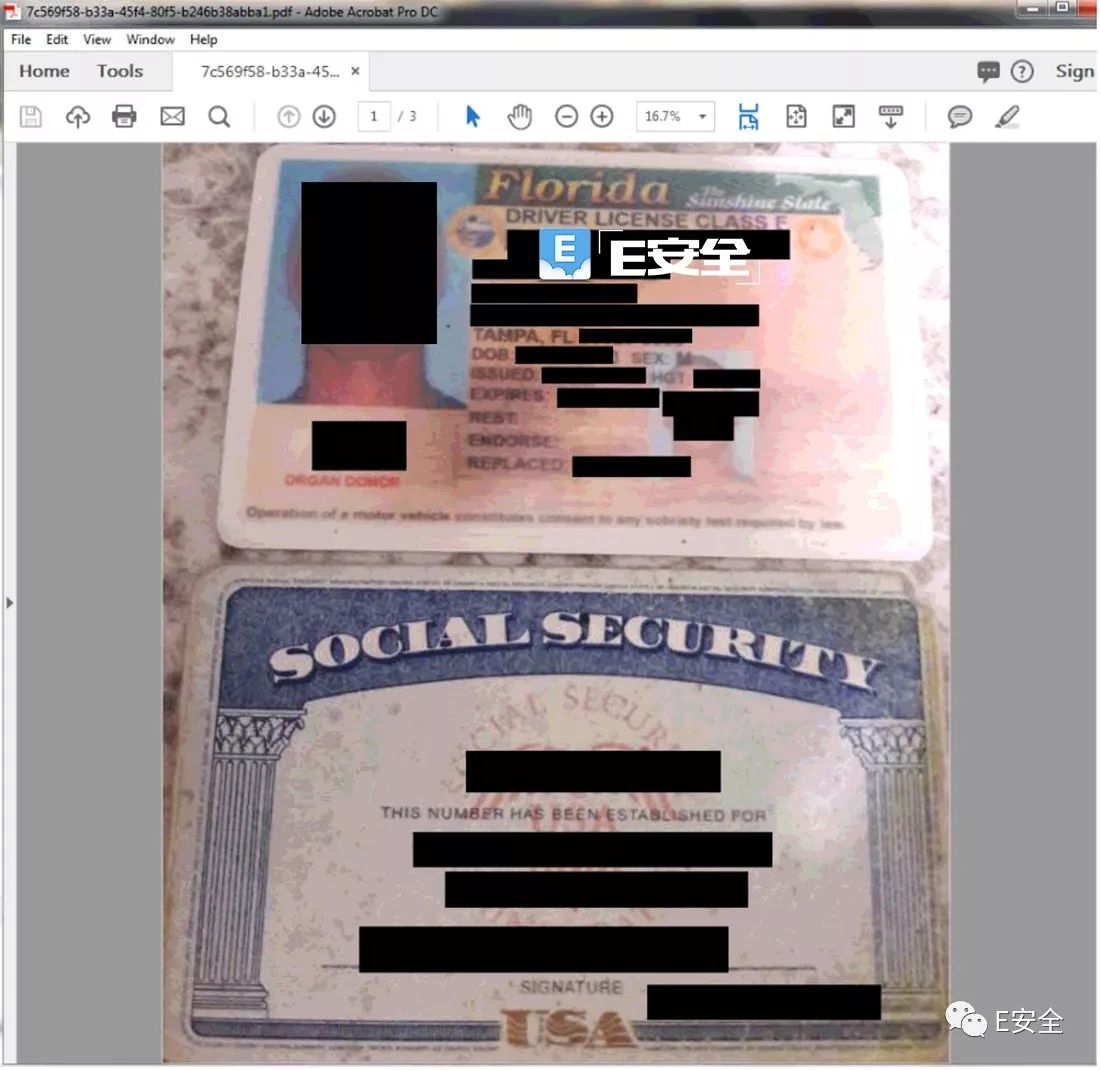 7c569f58-b33a-45f4-80f5-b246b38abba1.pdf - Adobe Acrobat Pro DC
File Edit View Window Help
Home Tools 7c569f58-b33a-45... × Sign
1 / 3 16.7%
Florida The Sunshine State
DRIVER LICENSE CLASS E
E E安全
TAMPA, FL
DOB: SEX: M
ISSUED: HGT:
EXPIRES:
REST:
ENDORSE:
REPLACED:
ORGAN DONOR
Operation of a motor vehicle constitutes consent to any sobriety test required by law.
SOCIAL SECURITY
SOCIAL SECURI
THIS NUMBER HAS BEEN ESTABLISHED FOR
USA
SIGNATURE
USA
E安全